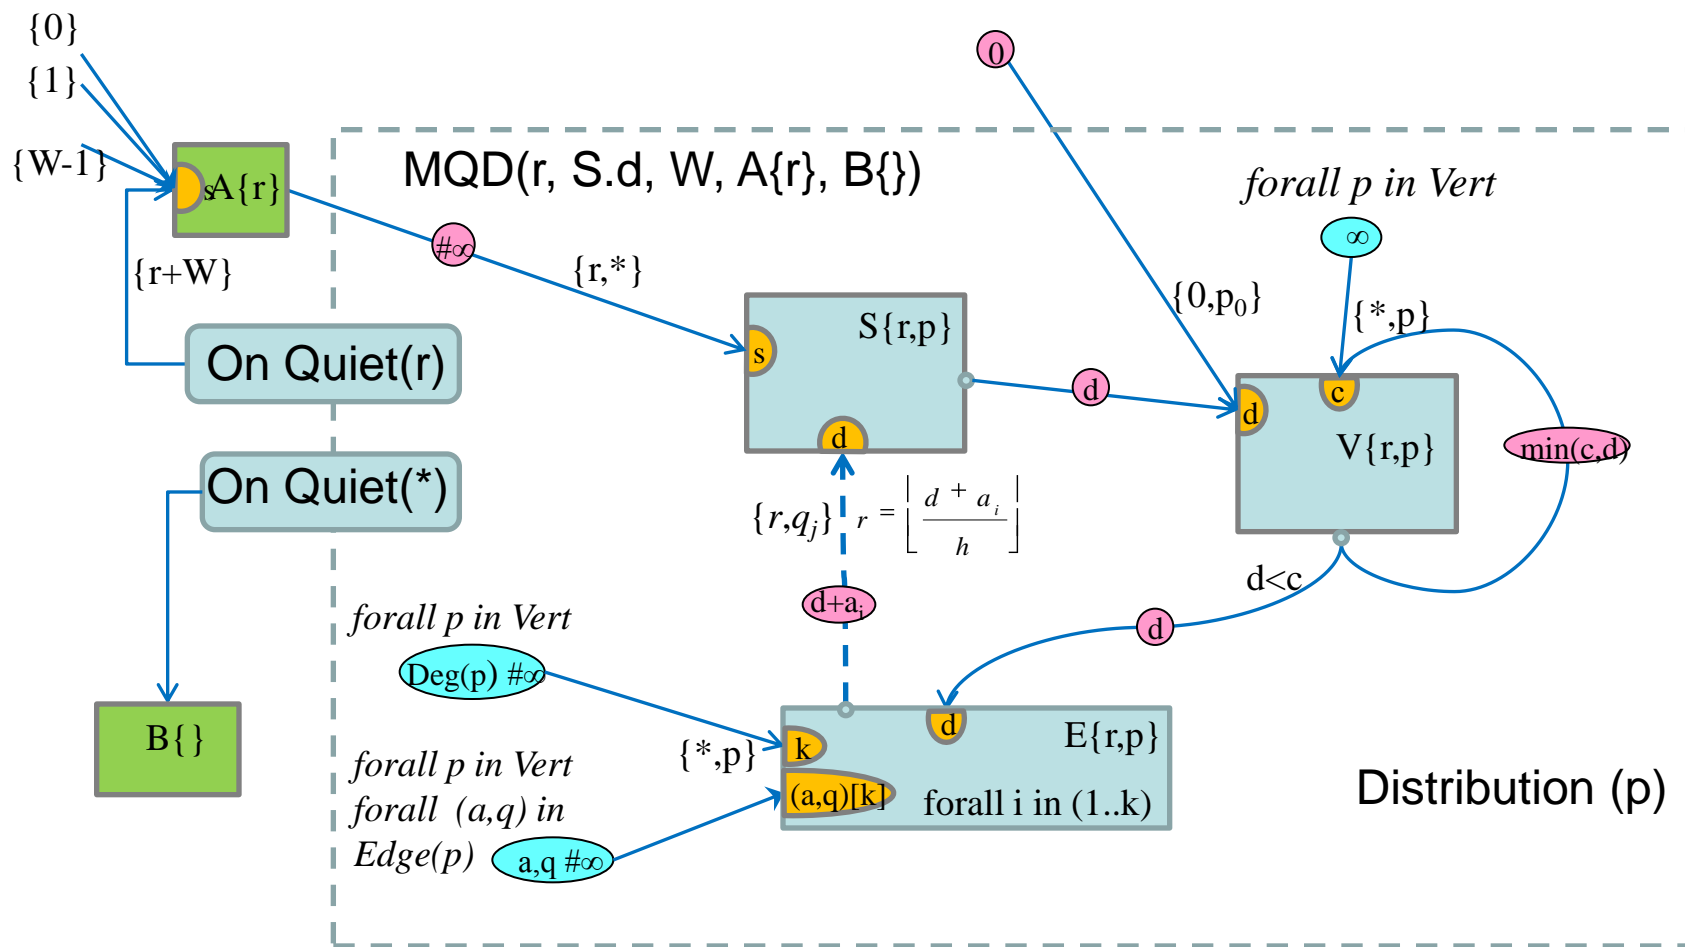 {0}
{1}
{W-1}
s
A{r}
{r+W}
MQD(r, S.d, W, A{r}, B{})
#∞
{r,*}
0
{0,p₀}
forall p in Vert
∞
{*,p}
On Quiet(r)
S{r,p}
s
d
d
d
c
V{r,p}
min(c,d)
On Quiet(*)
{r,qⱼ}
r = ⌊(d + aᵢ)/h⌋
d<c
d+aᵢ
d
forall p in Vert
Deg(p) #∞
B{}
{*,p}
k
d
E{r,p}
forall p in Vert
forall (a,q) in
Edge(p)
a,q #∞
(a,q)[k]
forall i in (1..k)
Distribution (p)